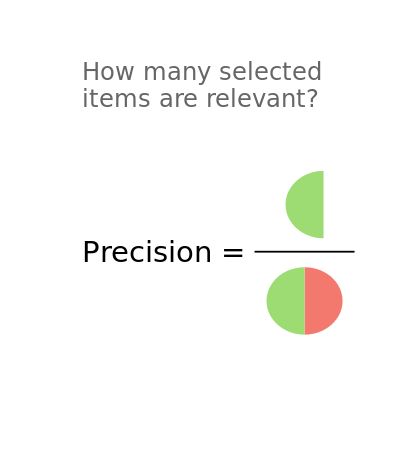 How many selected
items are relevant?
Precision =